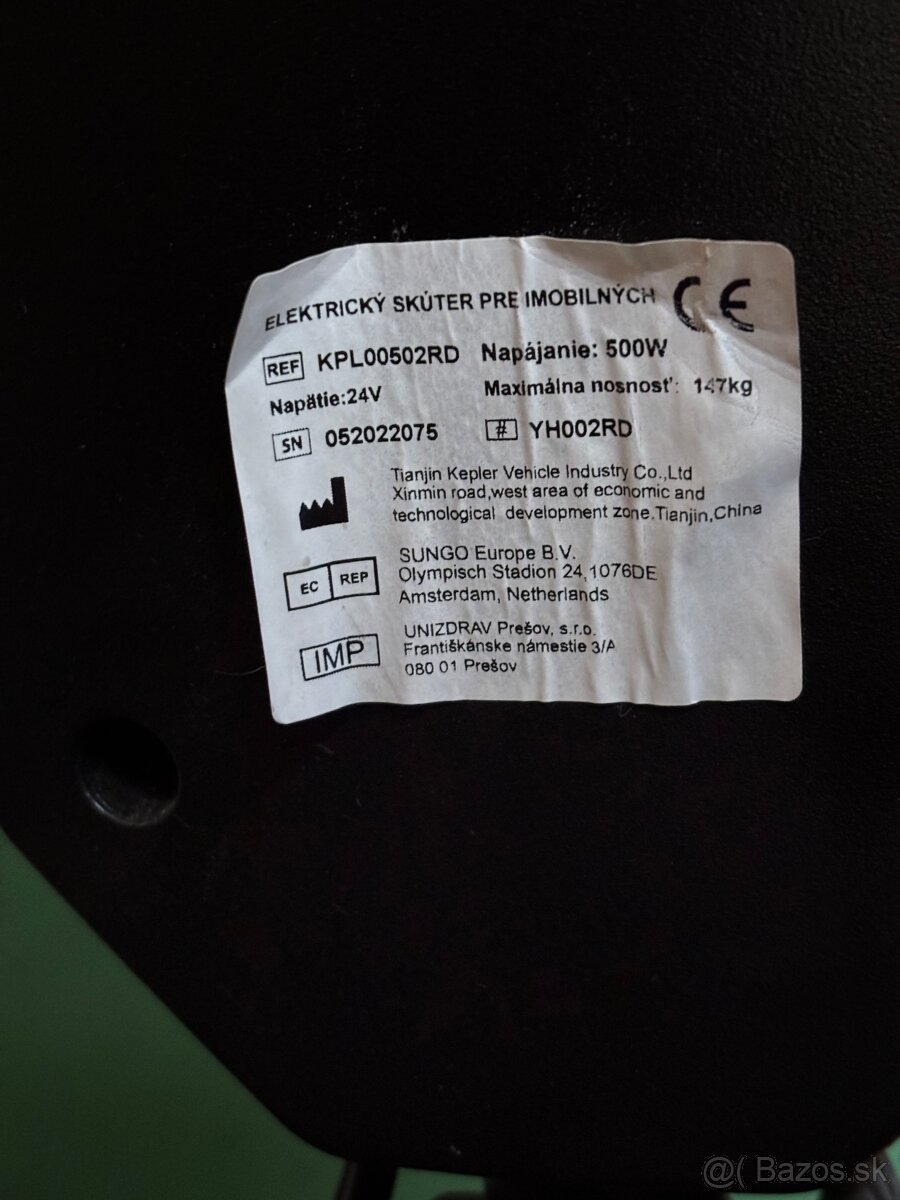 ELEKTRICKÝ SKÚTER PRE IMOBILNÝCH CE
REF KPL00502RD Napájanie: 500W
Napätie:24V Maximálna nosnosť: 147kg
SN 052022075 # YH002RD
Tianjin Kepler Vehicle Industry Co.,Ltd
Xinmin road,west area of economic and
technological development zone.Tianjin,China
EC REP
SUNGO Europe B.V.
Olympisch Stadion 24,1076DE
Amsterdam, Netherlands
IMP
UNIZDRAV Prešov, s.r.o.
Františkánske námestie 3/A
080 01 Prešov
@( Bazos.sk